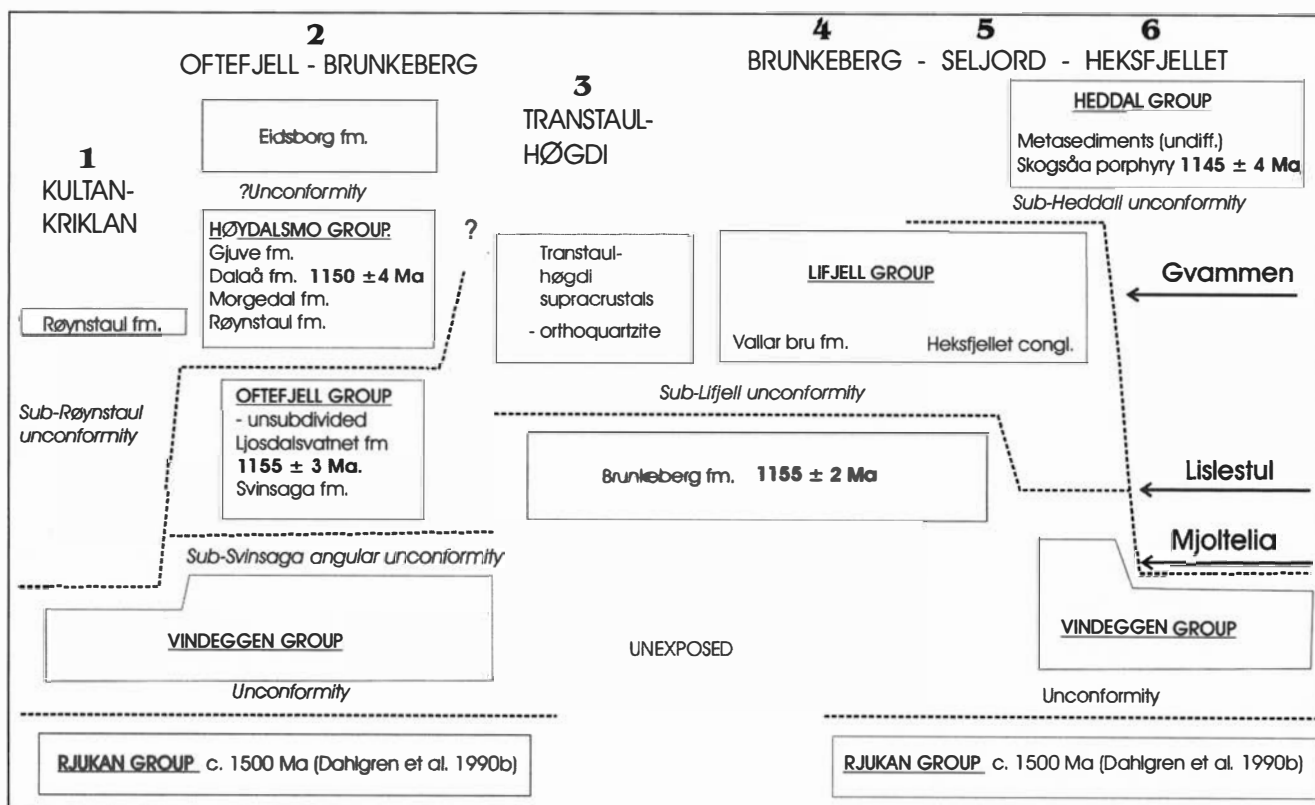 1
KULTAN-
KRIKLAN
Røynstaul fm.
Sub-Røynstaul
unconformity
2
OFTEFJELL - BRUNKEBERG
Eidsborg fm.
?Unconformity
HØYDALSMO GROUP
Gjuve fm.
Dalaå fm. 1150 ±4 Ma
Morgedal fm.
Røynstaul fm.
OFTEFJELL GROUP
- unsubdivided
Ljosdalsvatnet fm
1155 ± 3 Ma.
Svinsaga fm.
Sub-Svinsaga angular unconformity
VINDEGGEN GROUP
Unconformity
RJUKAN GROUP c. 1500 Ma (Dahlgren et al. 1990b)
?
3
TRANSTAUL-
HØGDI
Transtaul-
høgdi
supracrustals
- orthoquartzite
4 5 6
BRUNKEBERG - SELJORD - HEKSFJELLET
HEDDAL GROUP
Metasediments (undiff.)
Skogsåa porphyry 1145 ± 4 Ma
Sub-Heddall unconformity
LIFJELL GROUP
Vallar bru fm. Heksfjellet congl.
Sub-Lifjell unconformity
Brunkeberg fm. 1155 ± 2 Ma
Gvammen
Lislestul
Mjoltelia
UNEXPOSED
VINDEGGEN GROUP
Unconformity
RJUKAN GROUP c. 1500 Ma (Dahlgren et al. 1990b)